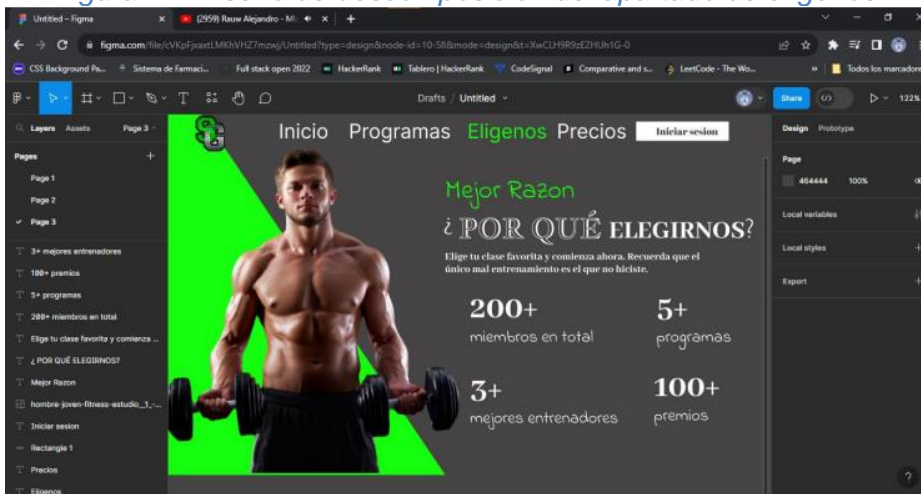 Untitled – Figma
(2959) Rauw Alejandro - M
figma.com/file/cVKpFjxaxtLMKhVHZ7mzwj/Untitled?type=design&node-id=10-58&mode=design&t=XwCLH9R9zEZHUh1G-0
CSS Background Pa... Sistema de Farmaci... Full stack open 2022 HackerRank Tablero | HackerRank CodeSignal Comparative and s... LeetCode - The Wo... » Todos los marcadores
Drafts / Untitled
Share
122%
Layers Assets Page 3
Pages
Page 1
Page 2
Page 3
3+ mejores entrenadores
100+ premios
5+ programas
200+ miembros en total
Elige tu clase favorita y comienza ...
¿ POR QUÉ ELEGIRNOS?
Mejor Razon
hombre-joven-fitness-estudio_1_-...
Iniciar sesion
Rectangle 1
Precios
Eligenos
SG
Inicio Programas Eligenos Precios Iniciar sesion
Mejor Razon
¿ POR QUÉ ELEGIRNOS?
Elige tu clase favorita y comienza ahora. Recuerda que el
único mal entrenamiento es el que no hiciste.
200+ 5+
miembros en total programas
3+ 100+
mejores entrenadores premios
Design Prototype
Page
464444 100%
Local variables
Local styles
Export
?